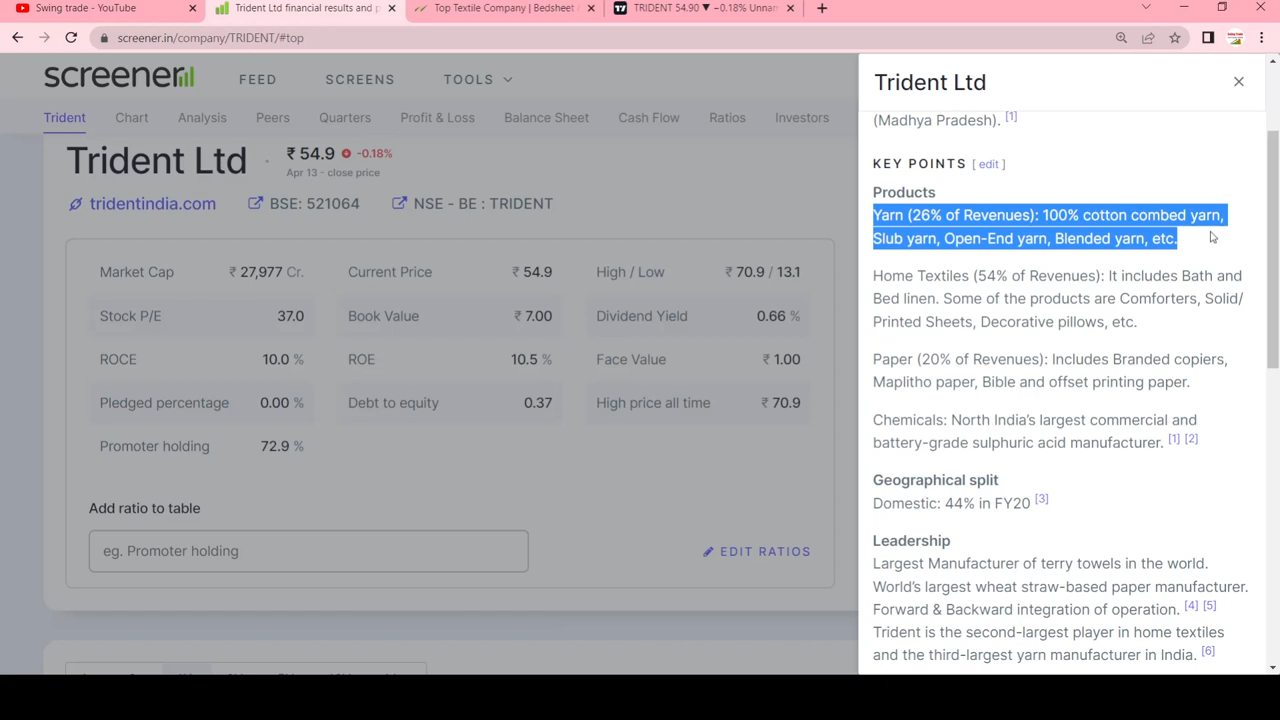 Swing trade - YouTube
Trident Ltd financial results and p
Top Textile Company | Bedsheet
TRIDENT 54.90 ▼ −0.18% Unnam
screener.in/company/TRIDENT/#top
screener
FEED
SCREENS
TOOLS
Trident
Chart
Analysis
Peers
Quarters
Profit & Loss
Balance Sheet
Cash Flow
Ratios
Investors
Trident Ltd
₹ 54.9 -0.18%
Apr 13 - close price
tridentindia.com
BSE: 521064
NSE - BE : TRIDENT
Market Cap ₹ 27,977 Cr.
Current Price ₹ 54.9
High / Low ₹ 70.9 / 13.1
Stock P/E 37.0
Book Value ₹ 7.00
Dividend Yield 0.66 %
ROCE 10.0 %
ROE 10.5 %
Face Value ₹ 1.00
Pledged percentage 0.00 %
Debt to equity 0.37
High price all time ₹ 70.9
Promoter holding 72.9 %
Add ratio to table
eg. Promoter holding
EDIT RATIOS
Trident Ltd
(Madhya Pradesh). [1]
KEY POINTS [ edit ]
Products
Yarn (26% of Revenues): 100% cotton combed yarn,
Slub yarn, Open-End yarn, Blended yarn, etc.
Home Textiles (54% of Revenues): It includes Bath and
Bed linen. Some of the products are Comforters, Solid/
Printed Sheets, Decorative pillows, etc.
Paper (20% of Revenues): Includes Branded copiers,
Maplitho paper, Bible and offset printing paper.
Chemicals: North India's largest commercial and
battery-grade sulphuric acid manufacturer. [1] [2]
Geographical split
Domestic: 44% in FY20 [3]
Leadership
Largest Manufacturer of terry towels in the world.
World's largest wheat straw-based paper manufacturer.
Forward & Backward integration of operation. [4] [5]
Trident is the second-largest player in home textiles
and the third-largest yarn manufacturer in India. [6]